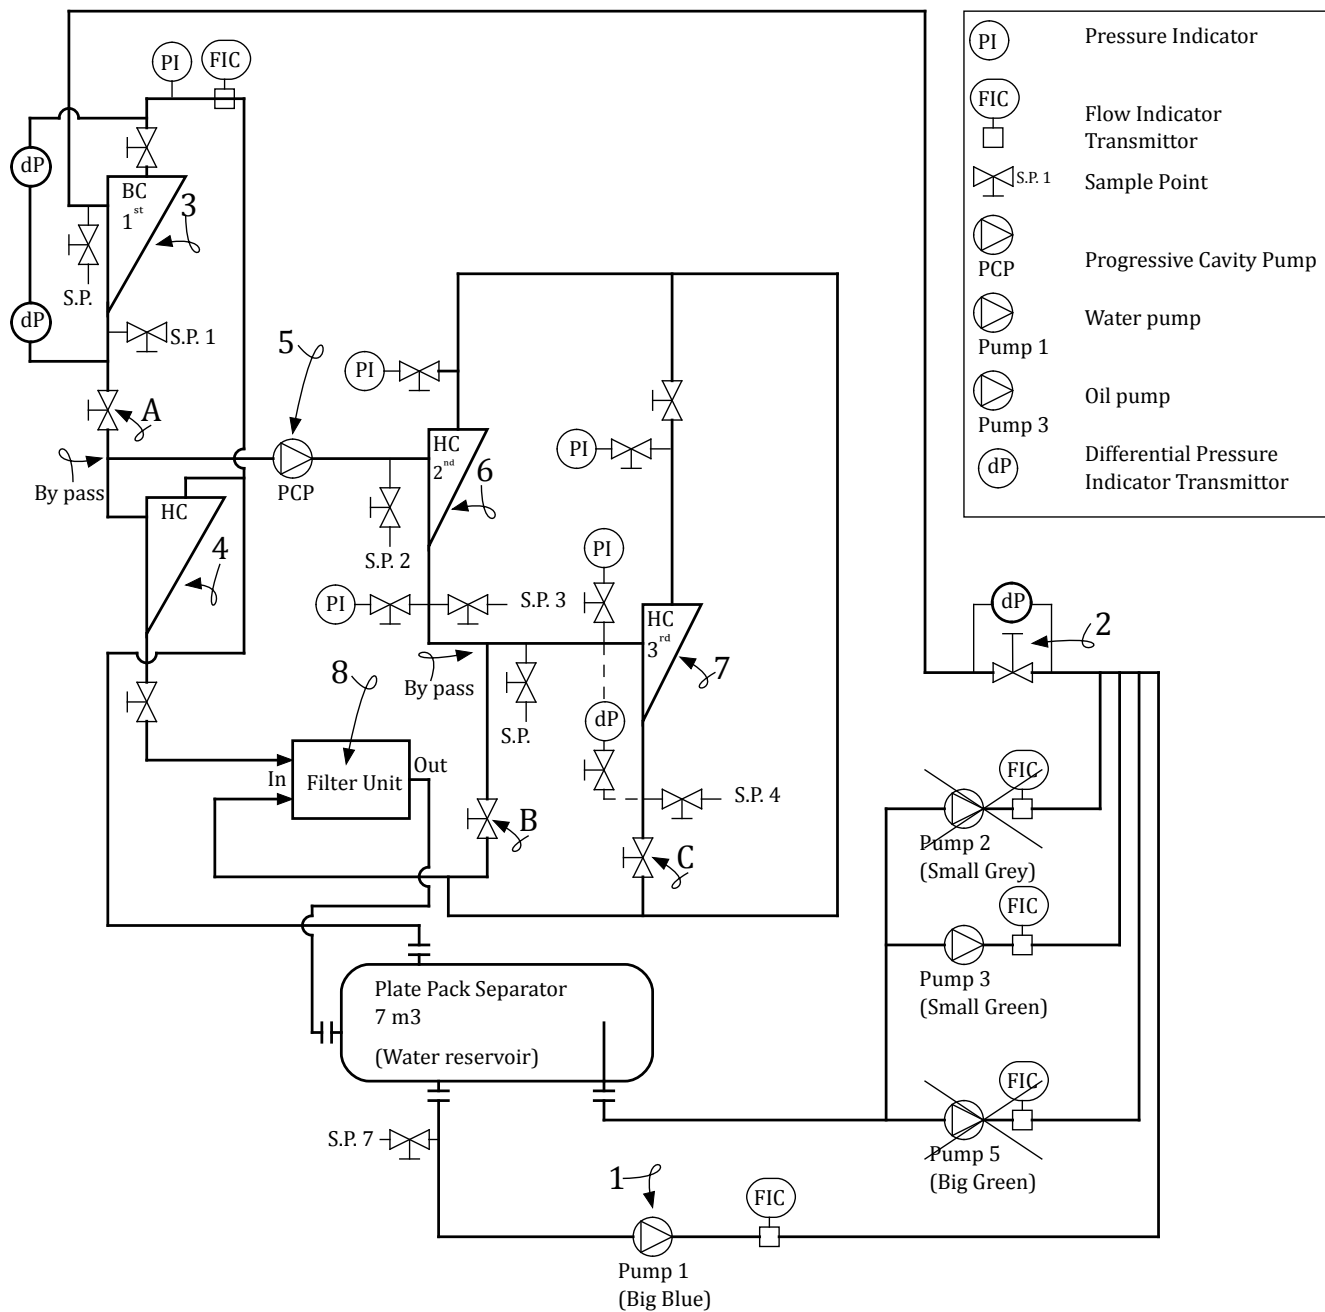 PI
FIC
dP
BC
1st
3
S.P.
dP
S.P. 1
A
By pass
HC
4
5
PCP
PI
HC
2nd
6
S.P. 2
PI
S.P. 3
By pass
S.P.
PI
PI
HC
3rd
7
dP
S.P. 4
B
C
8
In
Out
Filter Unit
Plate Pack Separator
7 m3
(Water reservoir)
S.P. 7
1
Pump 1
(Big Blue)
FIC
dP
2
FIC
Pump 2
(Small Grey)
FIC
Pump 3
(Small Green)
FIC
Pump 5
(Big Green)
PI Pressure Indicator
FIC Flow Indicator
Transmittor
S.P. 1 Sample Point
PCP Progressive Cavity Pump
Pump 1 Water pump
Pump 3 Oil pump
dP Differential Pressure
Indicator Transmittor